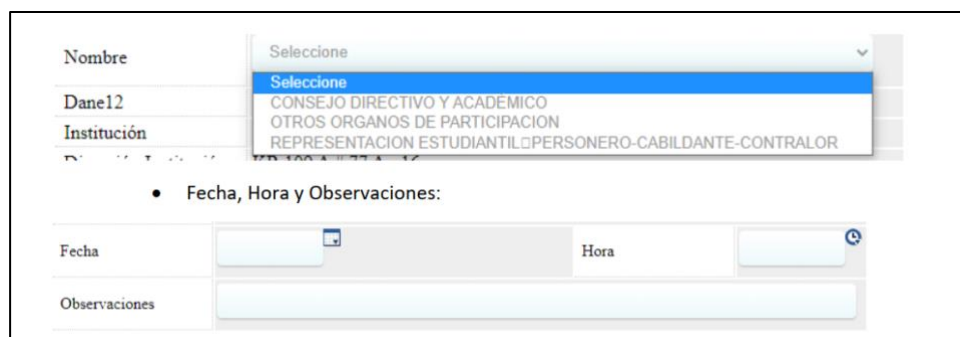 Nombre Seleccione
Seleccione
Dane12 CONSEJO DIRECTIVO Y ACADÉMICO
OTROS ORGANOS DE PARTICIPACION
Institución REPRESENTACION ESTUDIANTIL□PERSONERO-CABILDANTE-CONTRALOR
• Fecha, Hora y Observaciones:
Fecha Hora
Observaciones